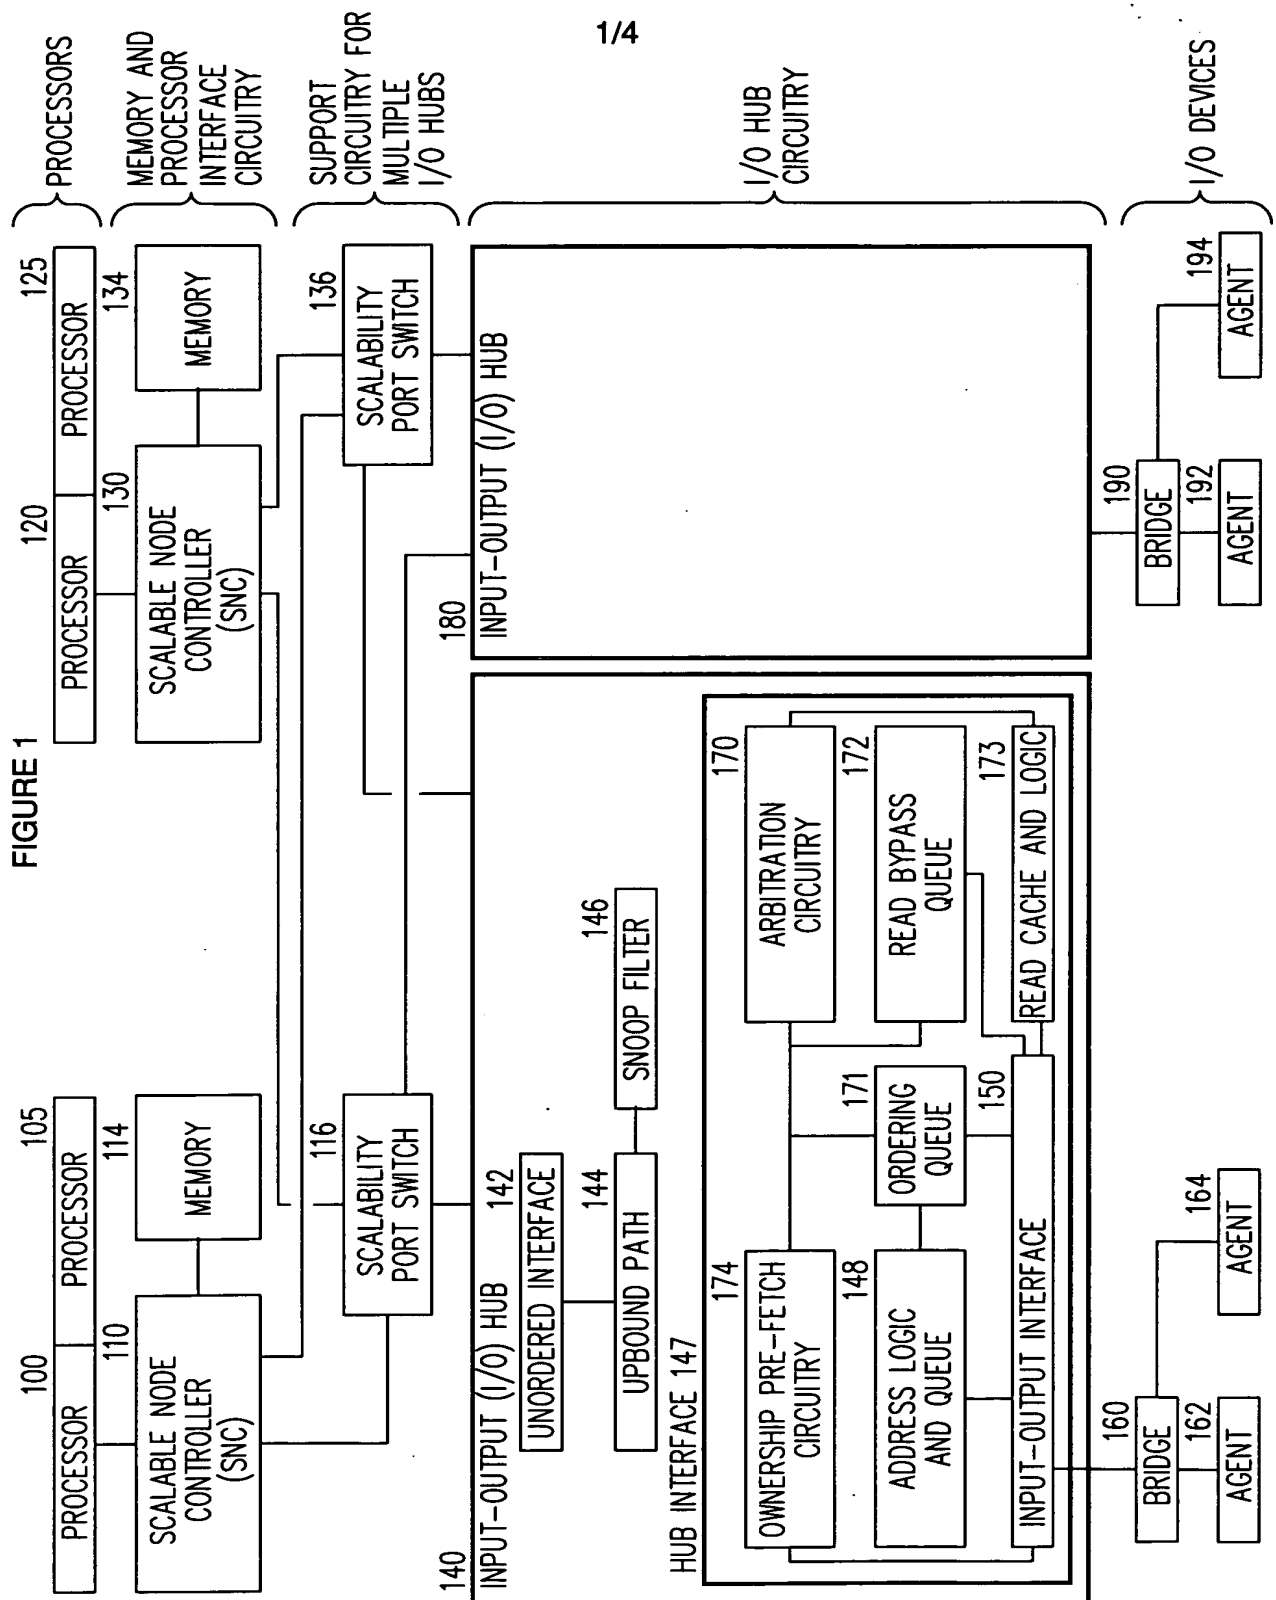 1/4
FIGURE 1
100
105
120
125
PROCESSOR
PROCESSOR
PROCESSOR
PROCESSOR
PROCESSORS
110
114
130
134
SCALABLE NODE
CONTROLLER
(SNC)
MEMORY
SCALABLE NODE
CONTROLLER
(SNC)
MEMORY
MEMORY AND
PROCESSOR
INTERFACE
CIRCUITRY
116
136
SCALABILITY
PORT SWITCH
SCALABILITY
PORT SWITCH
SUPPORT
CIRCUITRY FOR
MULTIPLE
I/O HUBS
140
INPUT-OUTPUT (I/O) HUB
142
UNORDERED INTERFACE
144
UPBOUND PATH
146
SNOOP FILTER
HUB INTERFACE 147
174
OWNERSHIP PRE-FETCH
CIRCUITRY
170
ARBITRATION
CIRCUITRY
148
ADDRESS LOGIC
AND QUEUE
171
ORDERING
QUEUE
172
READ BYPASS
QUEUE
150
INPUT-OUTPUT INTERFACE
173
READ CACHE AND LOGIC
180
INPUT-OUTPUT (I/O) HUB
I/O HUB
CIRCUITRY
160
BRIDGE
162
AGENT
164
AGENT
190
BRIDGE
192
AGENT
194
AGENT
I/O DEVICES